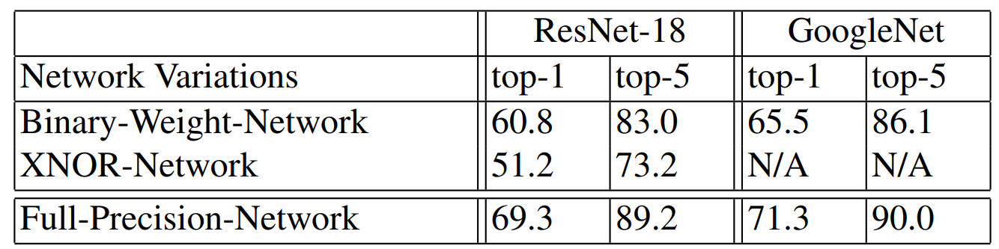 ResNet-18 GoogleNet
Network Variations top-1 top-5 top-1 top-5
Binary-Weight-Network 60.8 83.0 65.5 86.1
XNOR-Network 51.2 73.2 N/A N/A
Full-Precision-Network 69.3 89.2 71.3 90.0